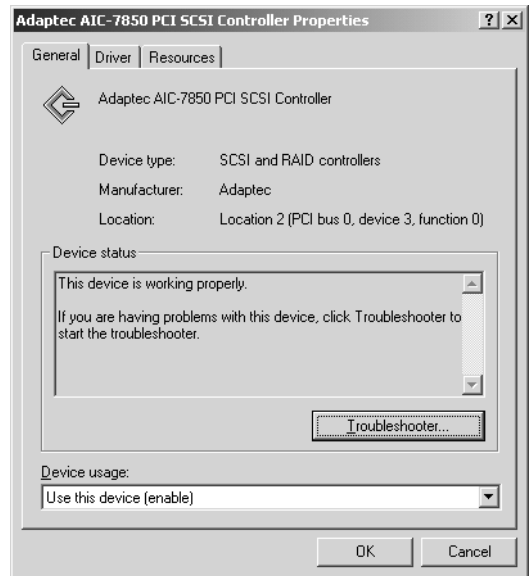 Adaptec AIC-7850 PCI SCSI Controller Properties
General Driver Resources
Adaptec AIC-7850 PCI SCSI Controller
Device type: SCSI and RAID controllers
Manufacturer: Adaptec
Location: Location 2 (PCI bus 0, device 3, function 0)
Device status
This device is working properly.
If you are having problems with this device, click Troubleshooter to
start the troubleshooter.
Troubleshooter...
Device usage:
Use this device (enable)
OK Cancel